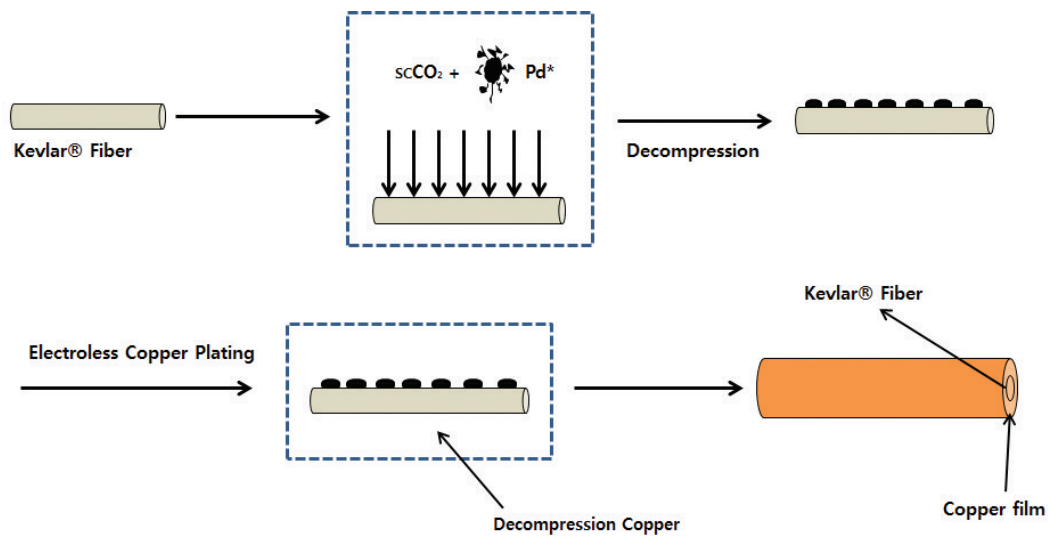 scCO₂ + Pd*
Kevlar® Fiber
Decompression
Electroless Copper Plating
Kevlar® Fiber
Decompression Copper
Copper film